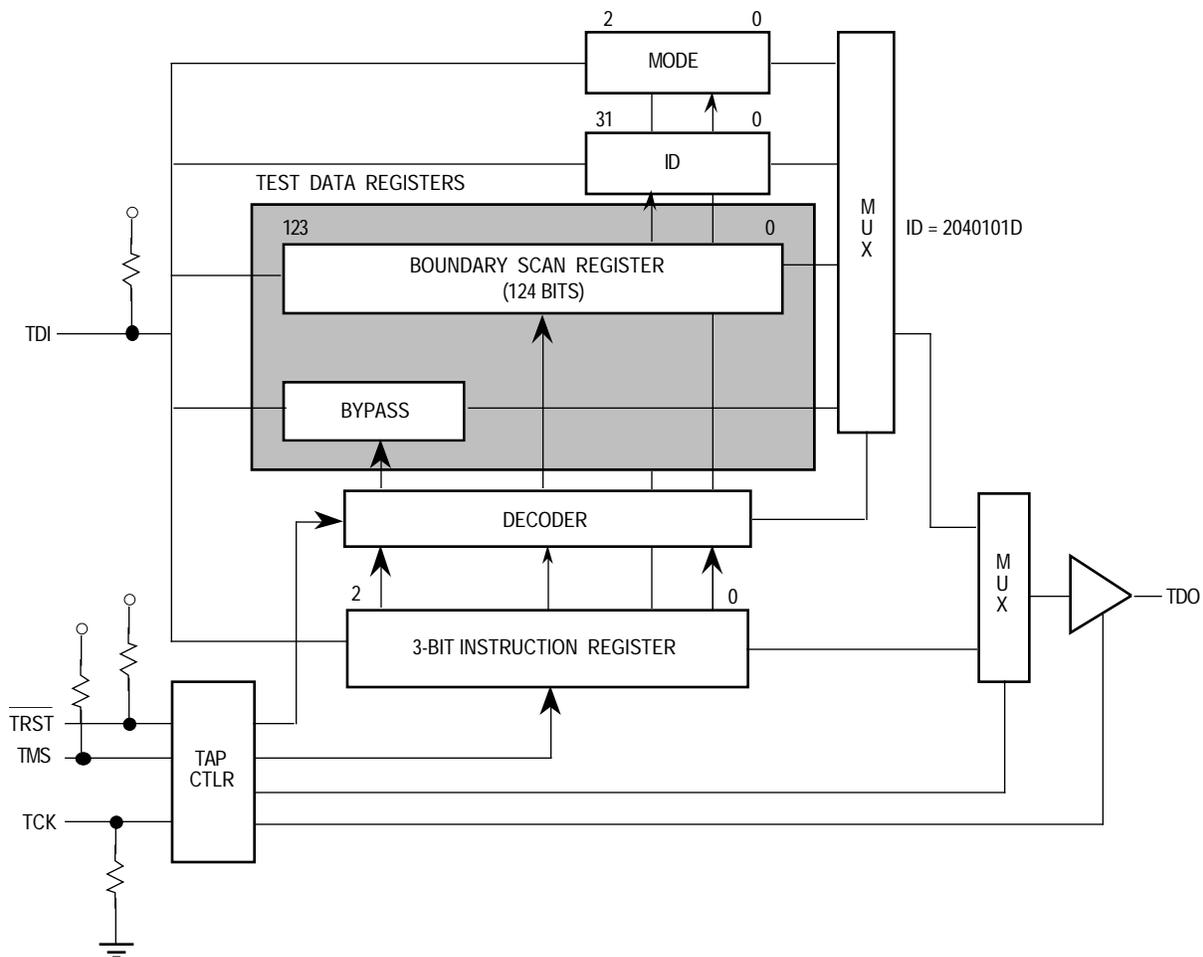 2 0
MODE
31 0
ID
TEST DATA REGISTERS
123 0
BOUNDARY SCAN REGISTER
(124 BITS)
M
U
X
ID = 2040101D
TDI
BYPASS
DECODER
M
U
X
TDO
2 0
3-BIT INSTRUCTION REGISTER
TRST
TMS
TAP
CTLR
TCK